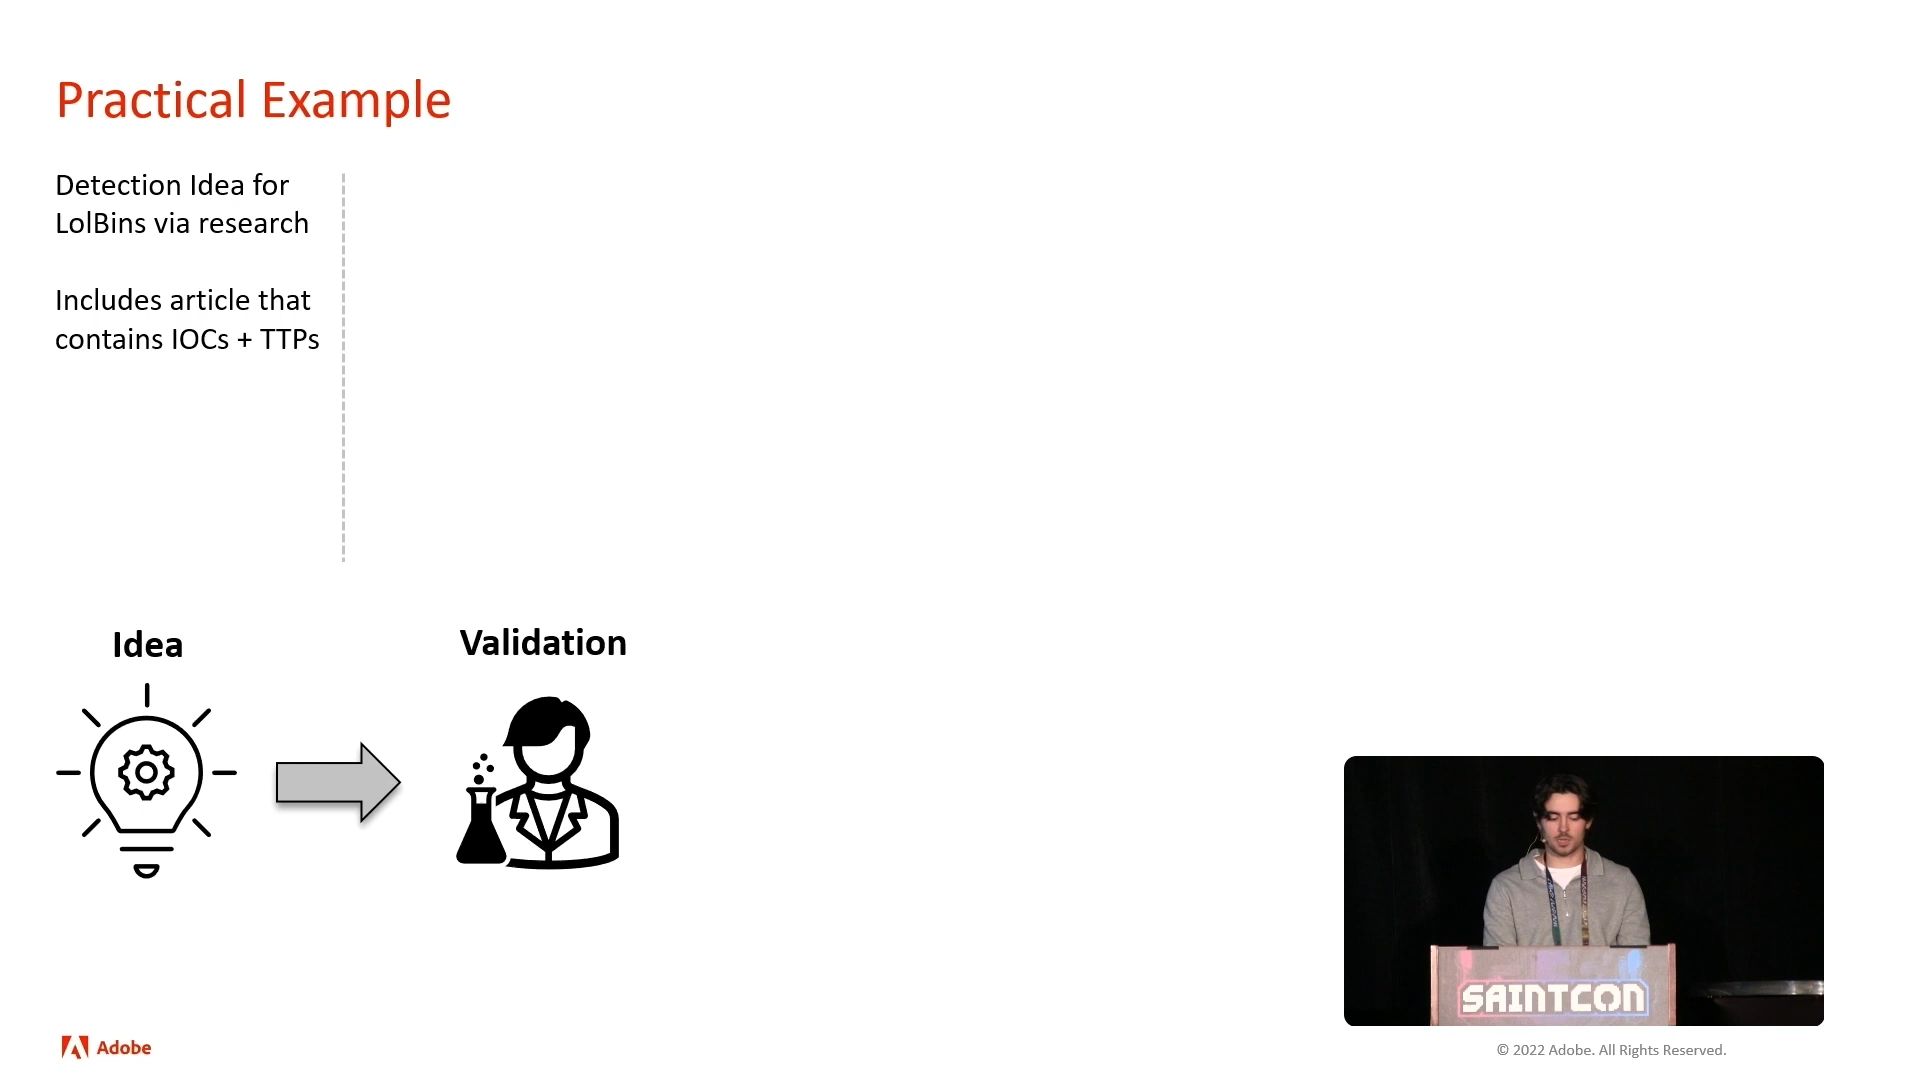 Practical Example
Detection Idea for
LolBins via research
Includes article that
contains IOCs + TTPs
Idea
Validation
SAINTCON
Adobe
© 2022 Adobe. All Rights Reserved.